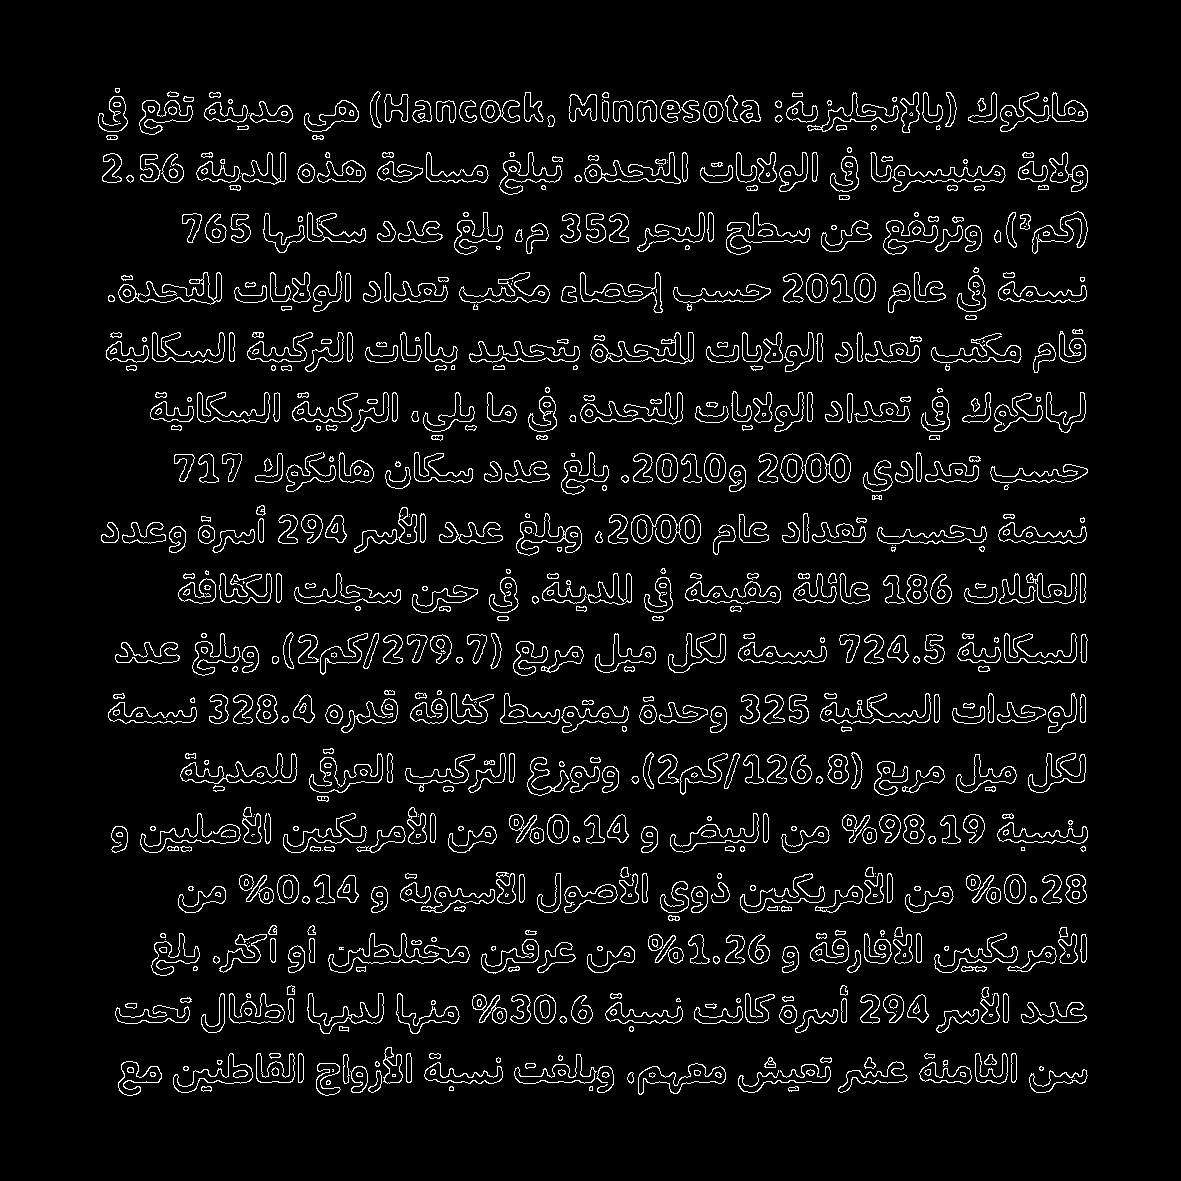 هانكوك (بالإنجليزية: Hancock, Minnesota) هي مدينة تقع في
ولاية مينيسوتا في الولايات المتحدة. تبلغ مساحة هذه المدينة 2.56
(كم²)، وترتفع عن سطح البحر 352 م، بلغ عدد سكانها 765
نسمة في عام 2010 حسب إحصاء مكتب تعداد الولايات المتحدة.
قام مكتب تعداد الولايات المتحدة بتحديد بيانات التركيبة السكانية
لهانكوك في تعداد الولايات المتحدة. في ما يلي، التركيبة السكانية
حسب تعدادي 2000 و2010. بلغ عدد سكان هانكوك 717
نسمة بحسب تعداد عام 2000، وبلغ عدد الأسر 294 أسرة وعدد
العائلات 186 عائلة مقيمة في المدينة. في حين سجلت الكثافة
السكانية 724.5 نسمة لكل ميل مربع (279.7/كم2). وبلغ عدد
الوحدات السكنية 325 وحدة بمتوسط كثافة قدره 328.4 نسمة
لكل ميل مربع (126.8/كم2). وتوزع التركيب العرقي للمدينة
بنسبة 98.19% من البيض و 0.14% من الأمريكيين الأصليين و
0.28% من الأمريكيين ذوي الأصول الآسيوية و 0.14% من
الأمريكيين الأفارقة و 1.26% من عرقين مختلطين أو أكثر. بلغ
عدد الأسر 294 أسرة كانت نسبة 30.6% منها لديها أطفال تحت
سن الثامنة عشر تعيش معهم، وبلغت نسبة الأزواج القاطنين مع